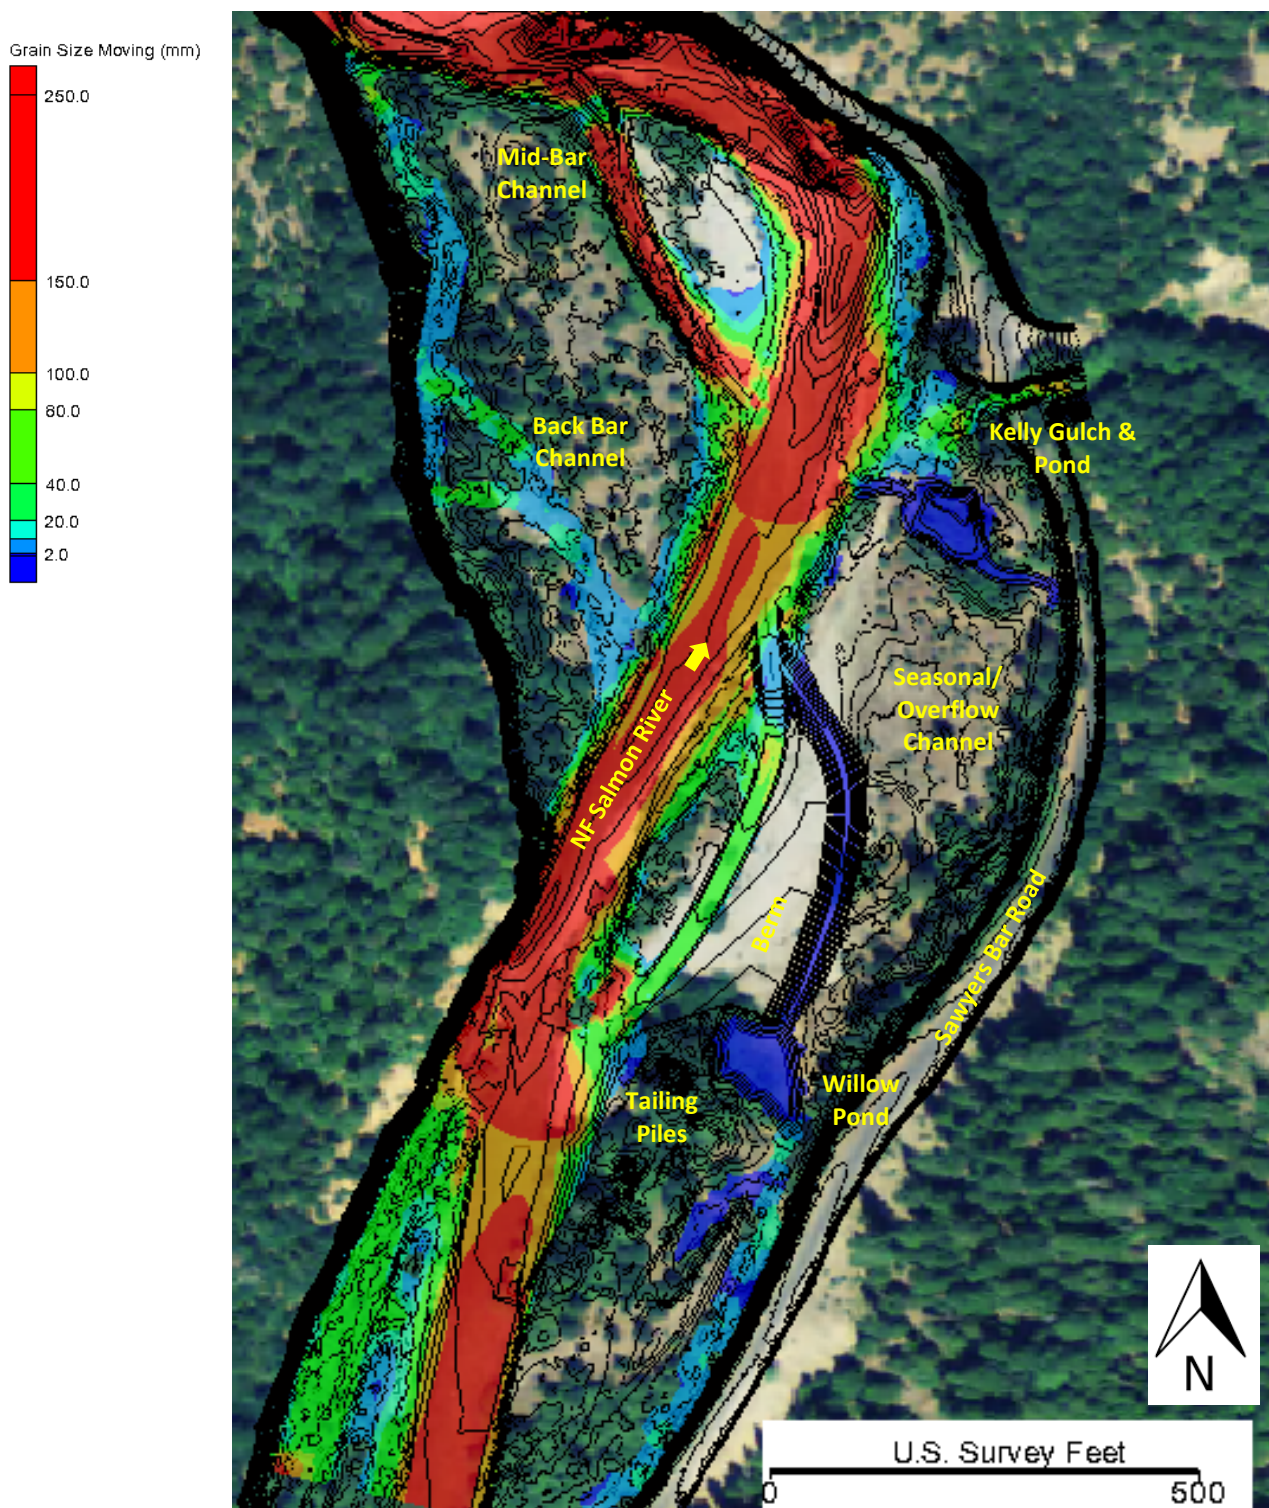 Grain Size Moving (mm)
250.0
150.0
100.0
80.0
40.0
20.0
2.0
Mid-Bar
Channel
Back Bar
Channel
Kelly Gulch &
Pond
Seasonal/
Overflow
Channel
NF Salmon River
Berm
Sawyers Bar Road
Willow
Pond
Tailing
Piles
N
U.S. Survey Feet
0
500